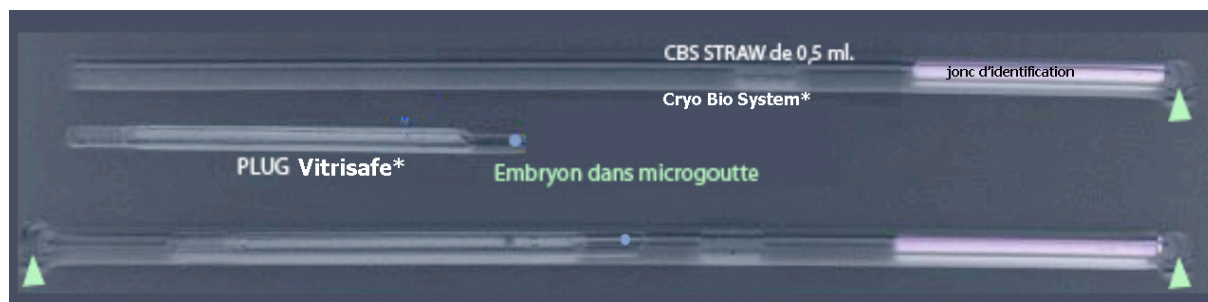 CBS STRAW de 0,5 ml.
jonc d'identification
Cryo Bio System*
PLUG Vitrisafe*
Embryon dans microgoutte